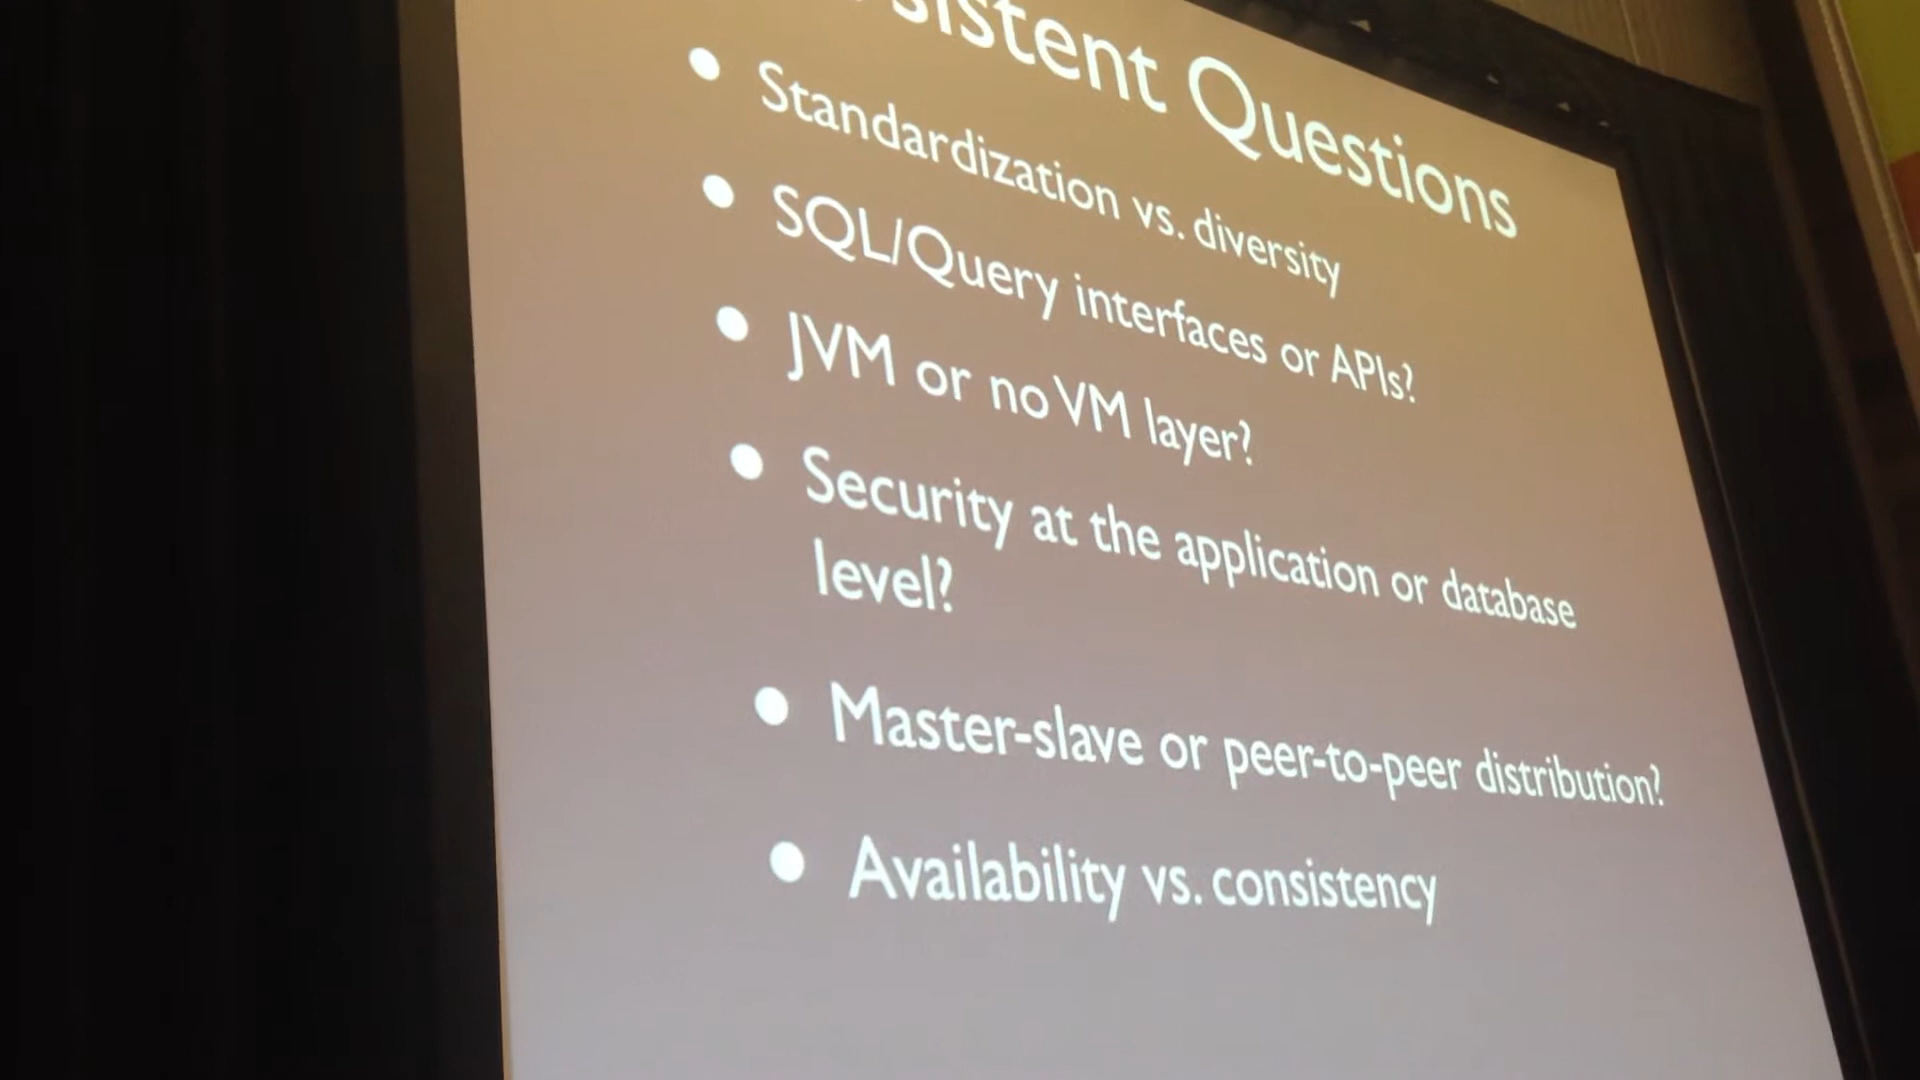 Questions
• Standardization vs. diversity
• SQL/Query interfaces or APIs?
• JVM or no VM layer?
• Security at the application or database
level?
• Master-slave or peer-to-peer distribution?
• Availability vs. consistency